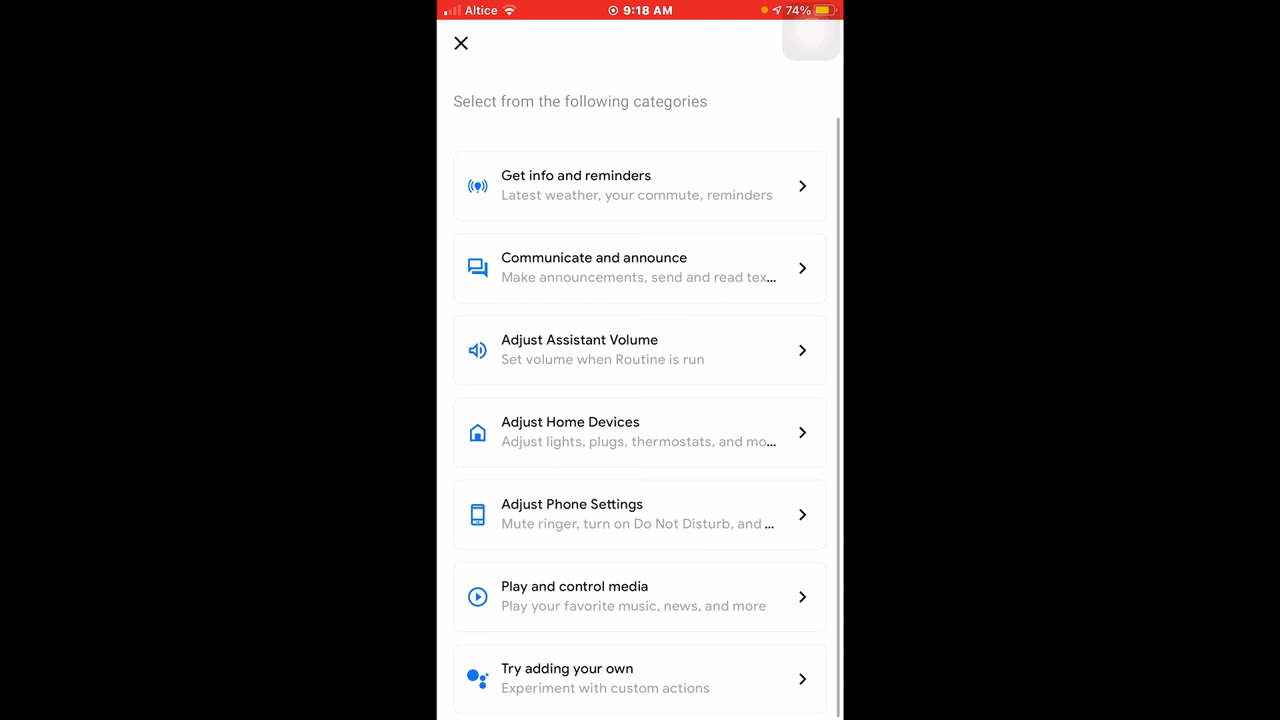 Altice 9:18 AM 74%
Select from the following categories
Get info and reminders
Latest weather, your commute, reminders
Communicate and announce
Make announcements, send and read tex...
Adjust Assistant Volume
Set volume when Routine is run
Adjust Home Devices
Adjust lights, plugs, thermostats, and mo...
Adjust Phone Settings
Mute ringer, turn on Do Not Disturb, and ...
Play and control media
Play your favorite music, news, and more
Try adding your own
Experiment with custom actions